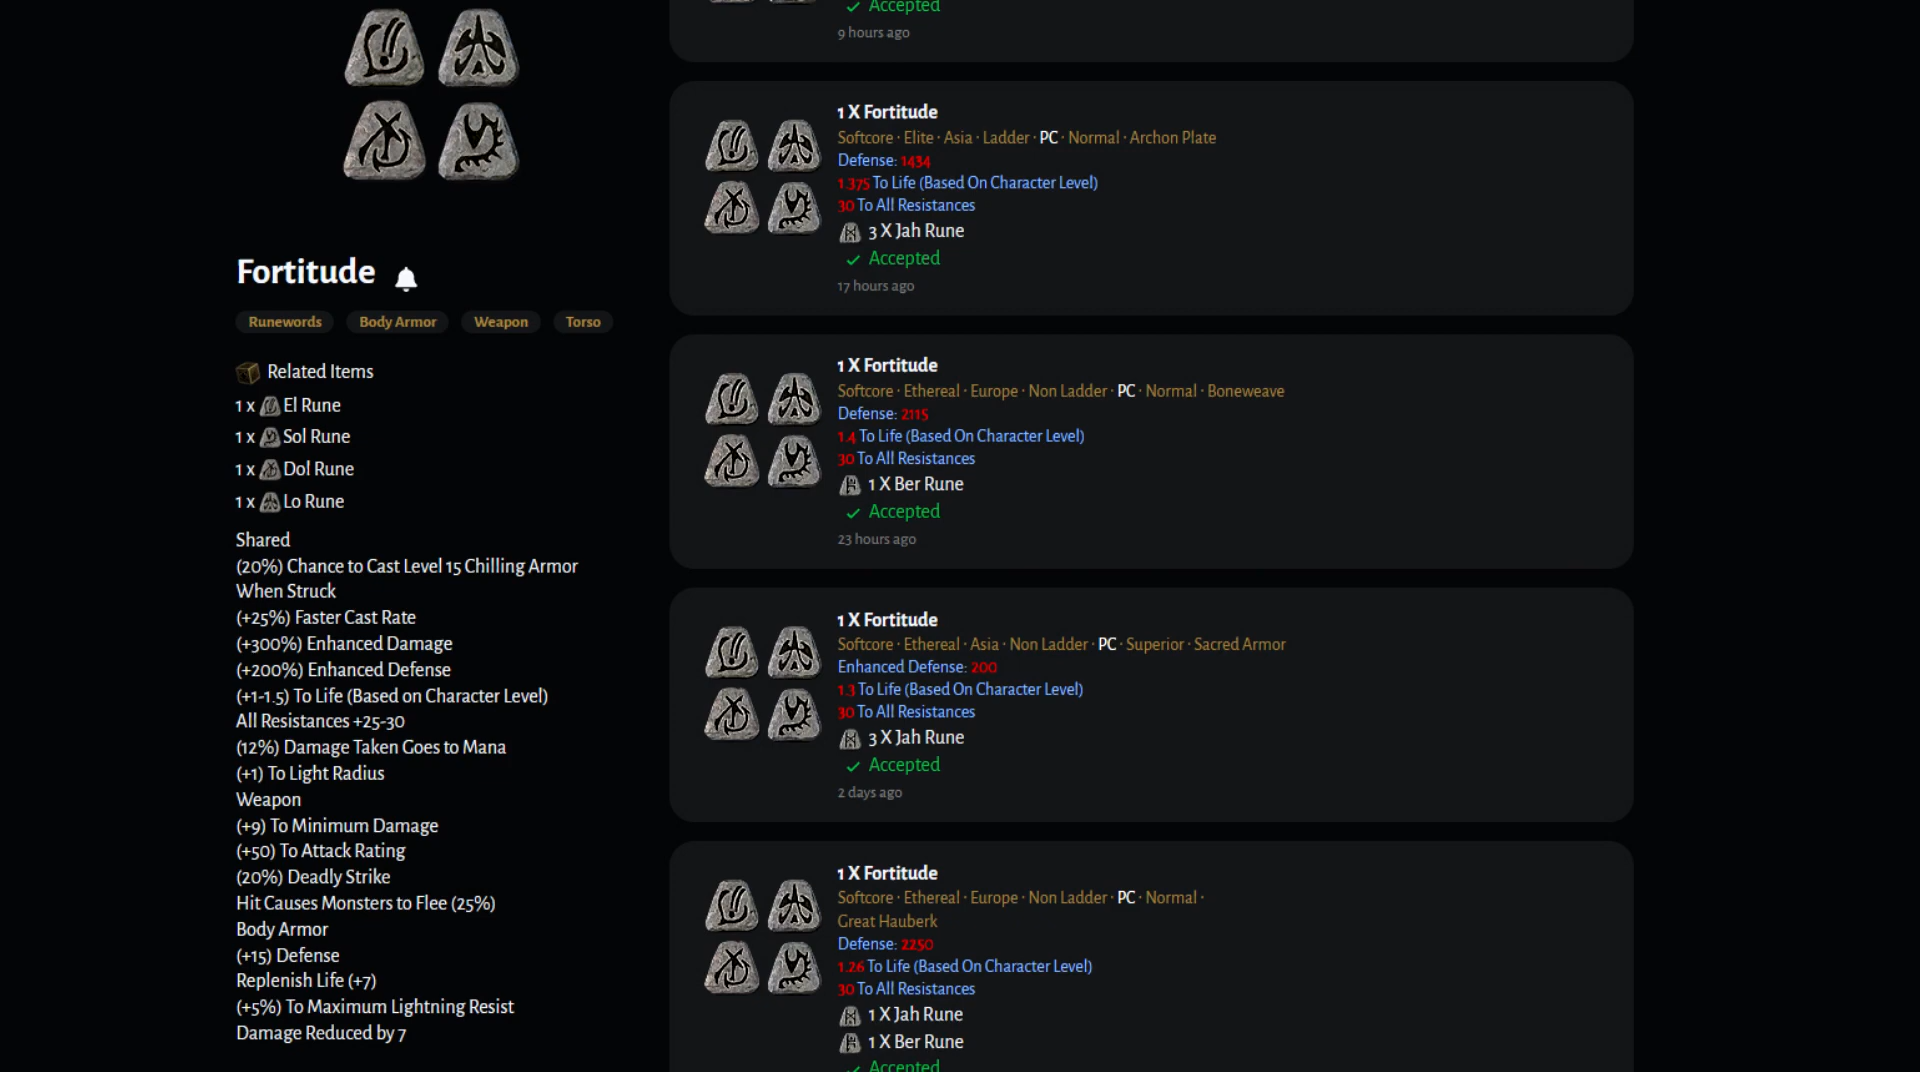 Fortitude
Runewords
Body Armor
Weapon
Torso
Related Items
1 x El Rune
1 x Sol Rune
1 x Dol Rune
1 x Lo Rune
Shared
(20%) Chance to Cast Level 15 Chilling Armor
When Struck
(+25%) Faster Cast Rate
(+300%) Enhanced Damage
(+200%) Enhanced Defense
(+1-1.5) To Life (Based on Character Level)
All Resistances +25-30
(12%) Damage Taken Goes to Mana
(+1) To Light Radius
Weapon
(+9) To Minimum Damage
(+50) To Attack Rating
(20%) Deadly Strike
Hit Causes Monsters to Flee (25%)
Body Armor
(+15) Defense
Replenish Life (+7)
(+5%) To Maximum Lightning Resist
Damage Reduced by 7
Accepted
9 hours ago
1 X Fortitude
Softcore · Elite · Asia · Ladder · PC · Normal · Archon Plate
Defense: 1434
1.375 To Life (Based On Character Level)
30 To All Resistances
3 X Jah Rune
Accepted
17 hours ago
1 X Fortitude
Softcore · Ethereal · Europe · Non Ladder · PC · Normal · Boneweave
Defense: 2115
1.4 To Life (Based On Character Level)
30 To All Resistances
1 X Ber Rune
Accepted
23 hours ago
1 X Fortitude
Softcore · Ethereal · Asia · Non Ladder · PC · Superior · Sacred Armor
Enhanced Defense: 200
1.3 To Life (Based On Character Level)
30 To All Resistances
3 X Jah Rune
Accepted
2 days ago
1 X Fortitude
Softcore · Ethereal · Europe · Non Ladder · PC · Normal ·
Great Hauberk
Defense: 2250
1.26 To Life (Based On Character Level)
30 To All Resistances
1 X Jah Rune
1 X Ber Rune
Accepted